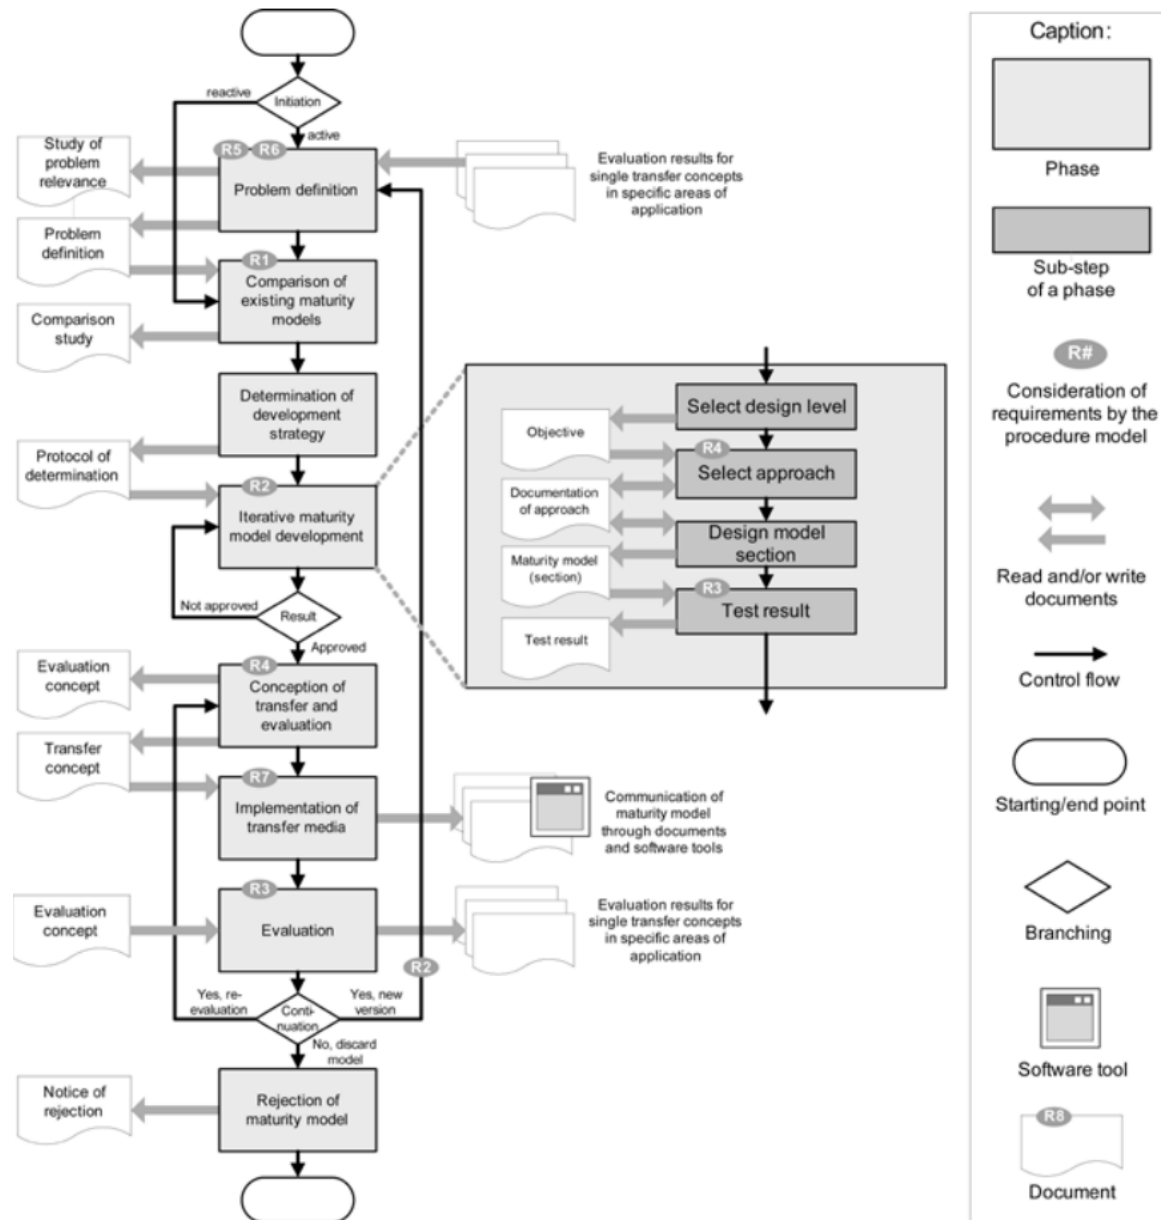 reactive
Initiation
active
R5
R6
Study of
problem
relevance
Problem definition
Evaluation results for
single transfer concepts
in specific areas of
application
Problem
definition
R1
Comparison of
existing maturity
models
Comparison
study
Determination of
development
strategy
Protocol of
determination
R2
Iterative maturity
model development
Not approved
Result
Approved
Select design level
Objective
R4
Select approach
Documentation
of approach
Design model
section
Maturity model
(section)
R3
Test result
Test result
Evaluation
concept
R4
Conception of
transfer and
evaluation
Transfer
concept
R7
Implementation of
transfer media
Communication of
maturity model
through documents
and software tools
R3
Evaluation
concept
Evaluation
Evaluation results for
single transfer concepts
in specific areas of
application
R2
Yes, re-
evaluation
Conti-
nuation
Yes, new
version
No, discard
model
Notice of
rejection
Rejection of
maturity model
Caption:
Phase
Sub-step
of a phase
R#
Consideration of
requirements by the
procedure model
Read and/or write
documents
Control flow
Starting/end point
Branching
Software tool
R8
Document